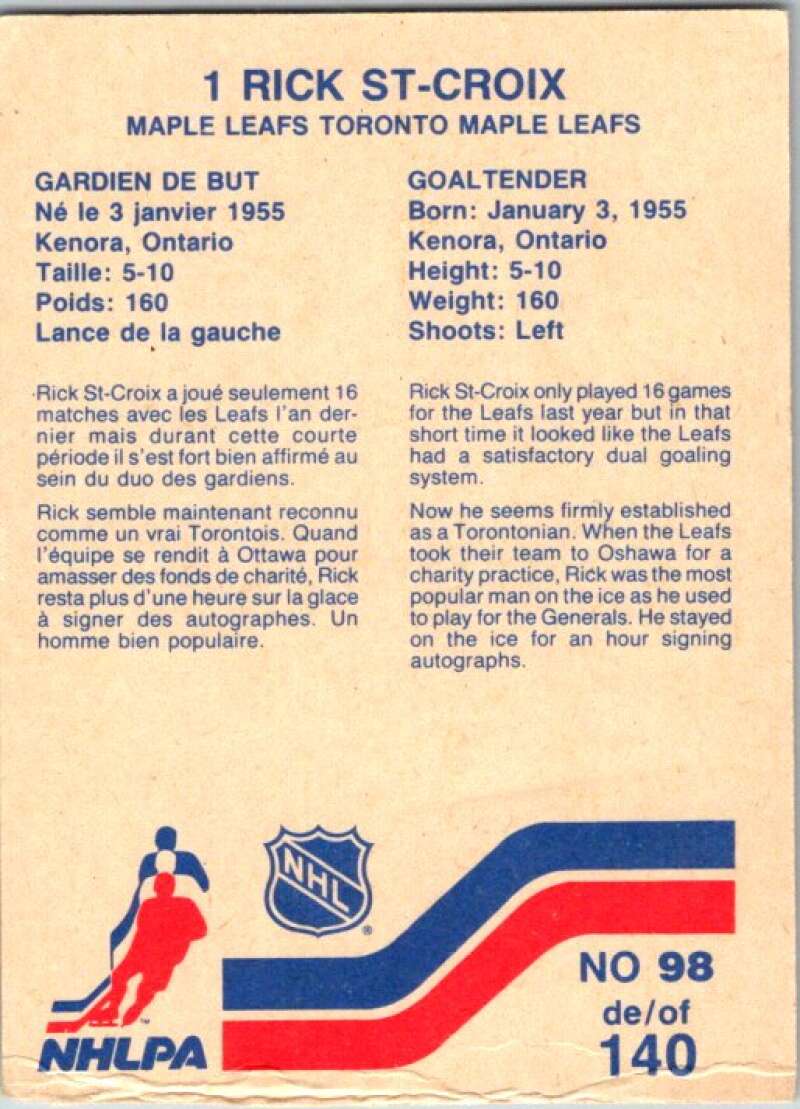 1 RICK ST-CROIX
MAPLE LEAFS TORONTO MAPLE LEAFS
GARDIEN DE BUT
Né le 3 janvier 1955
Kenora, Ontario
Taille: 5-10
Poids: 160
Lance de la gauche
Rick St-Croix a joué seulement 16
matches avec les Leafs l'an der-
nier mais durant cette courte
période il s'est fort bien affirmé au
sein du duo des gardiens.
Rick semble maintenant reconnu
comme un vrai Torontois. Quand
l'équipe se rendit à Ottawa pour
amasser des fonds de charité, Rick
resta plus d'une heure sur la glace
à signer des autographes. Un
homme bien populaire.
GOALTENDER
Born: January 3, 1955
Kenora, Ontario
Height: 5-10
Weight: 160
Shoots: Left
Rick St-Croix only played 16 games
for the Leafs last year but in that
short time it looked like the Leafs
had a satisfactory dual goaling
system.
Now he seems firmly established
as a Torontonian. When the Leafs
took their team to Oshawa for a
charity practice, Rick was the most
popular man on the ice as he used
to play for the Generals. He stayed
on the ice for an hour signing
autographs.
NHL
®
™
NHLPA
NO 98
de/of
140